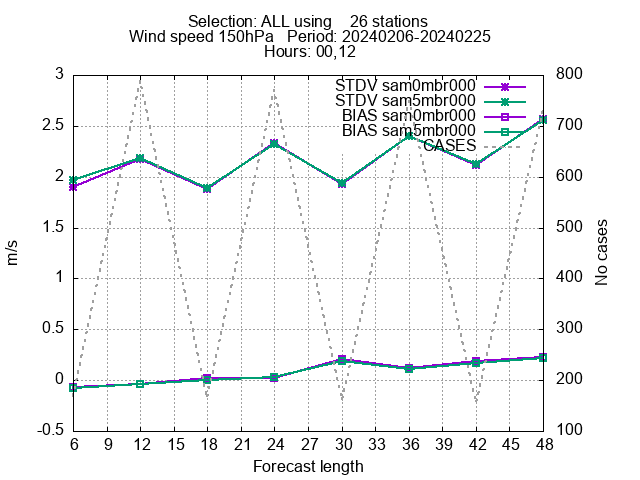 Selection: ALL using 26 stations
Wind speed 150hPa Period: 20240206-20240225
Hours: 00,12
STDV sam0mbr000
STDV sam5mbr000
BIAS sam0mbr000
BIAS sam5mbr000
CASES
3
2.5
2
1.5
1
0.5
0
-0.5
m/s
800
700
600
500
400
300
200
100
No cases
6 9 12 15 18 21 24 27 30 33 36 39 42 45 48
Forecast length